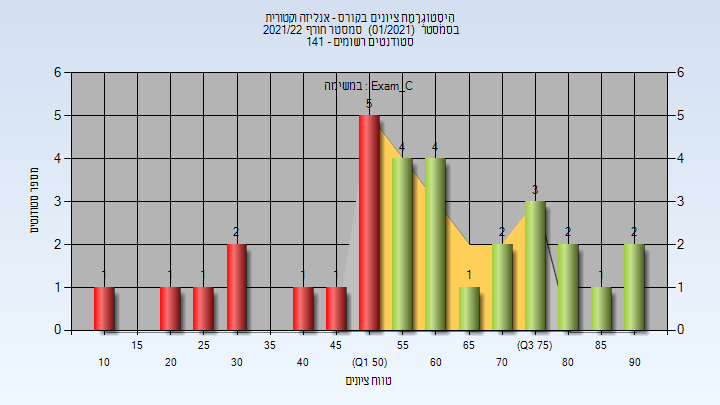 הִיסטוֹגרָמַת ציונים בקורס - אנליזה וקטורית
בסמסטר (01/2021) סמסטר חורף 2021/22
סטודנטים רשומים - 141
במשימה : Exam_C
מספר סטודנטים
6 6
5 5
4 4
3 3
2 2
1 1
0 0
1 1 1 2 1 1 5 4 4 1 2 3 2 1 2
15 25 35 45 55 65 (Q3 75) 85
10 20 30 40 (Q1 50) 60 70 80 90
טווח ציונים